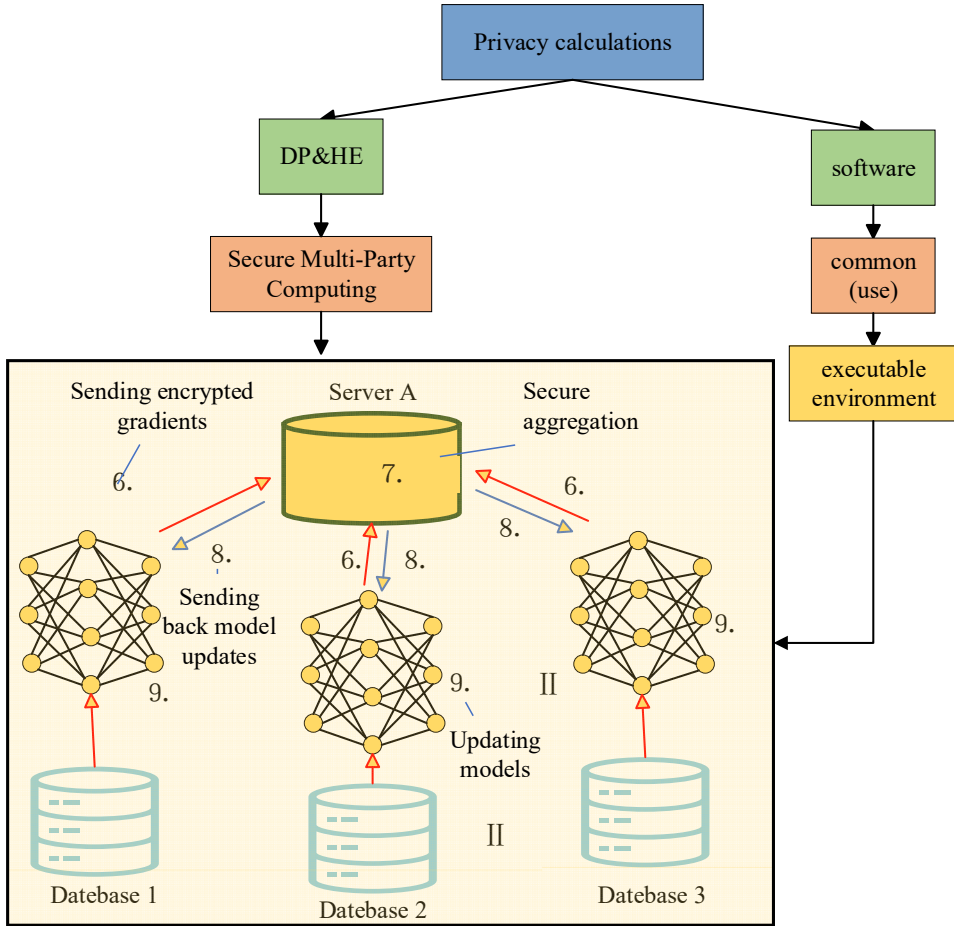 Privacy calculations
DP&HE
software
Secure Multi-Party
Computing
common
(use)
executable
environment
Sending encrypted
gradients
Server A
Secure
aggregation
6.
7.
6.
8.
8.
6.
8.
Sending
back model
updates
9.
9.
9.
II
Updating
models
II
Datebase 1
Datebase 2
Datebase 3